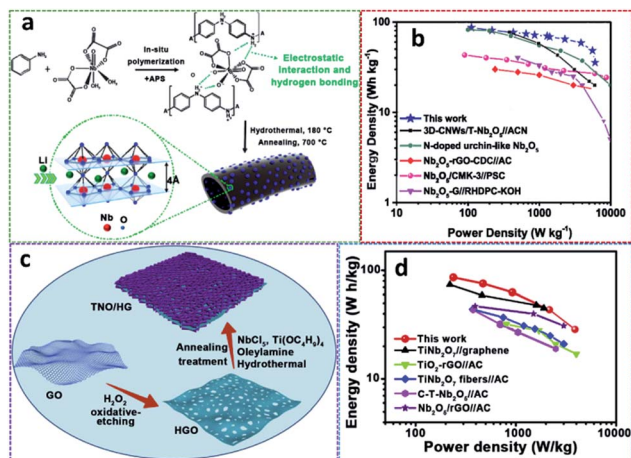 a
A
NH₂
+
In-situ
polymerization
+APS
Electrostatic
interaction and
hydrogen bonding
Hydrothermal, 180 °C
Annealing, 700 °C
Li
4Å
Nb
O
b
Energy Density (Wh kg⁻¹)
100
10
1
This work
3D-CNWs/T-Nb₂O₅//ACN
N-doped urchin-like Nb₂O₅
Nb₂O₅-rGO-CDC//AC
Nb₂O₅/CMK-3//PSC
Nb₂O₅-G//RHDPC-KOH
10
100
1000
10000
Power Density (W kg⁻¹)
c
TNO/HG
Annealing
treatment
NbCl₅, Ti(OC₄H₉)₄
Oleylamine
Hydrothermal
GO
H₂O₂
oxidative-
etching
HGO
d
Energy density (W h/kg)
100
10
This work
TiNb₂O₇//graphene
TiO₂-rGO//AC
TiNb₂O₇ fibers//AC
C-T-Nb₂O₅//AC
Nb₂O₅/rGO//AC
100
1000
10000
Power density (W/kg)